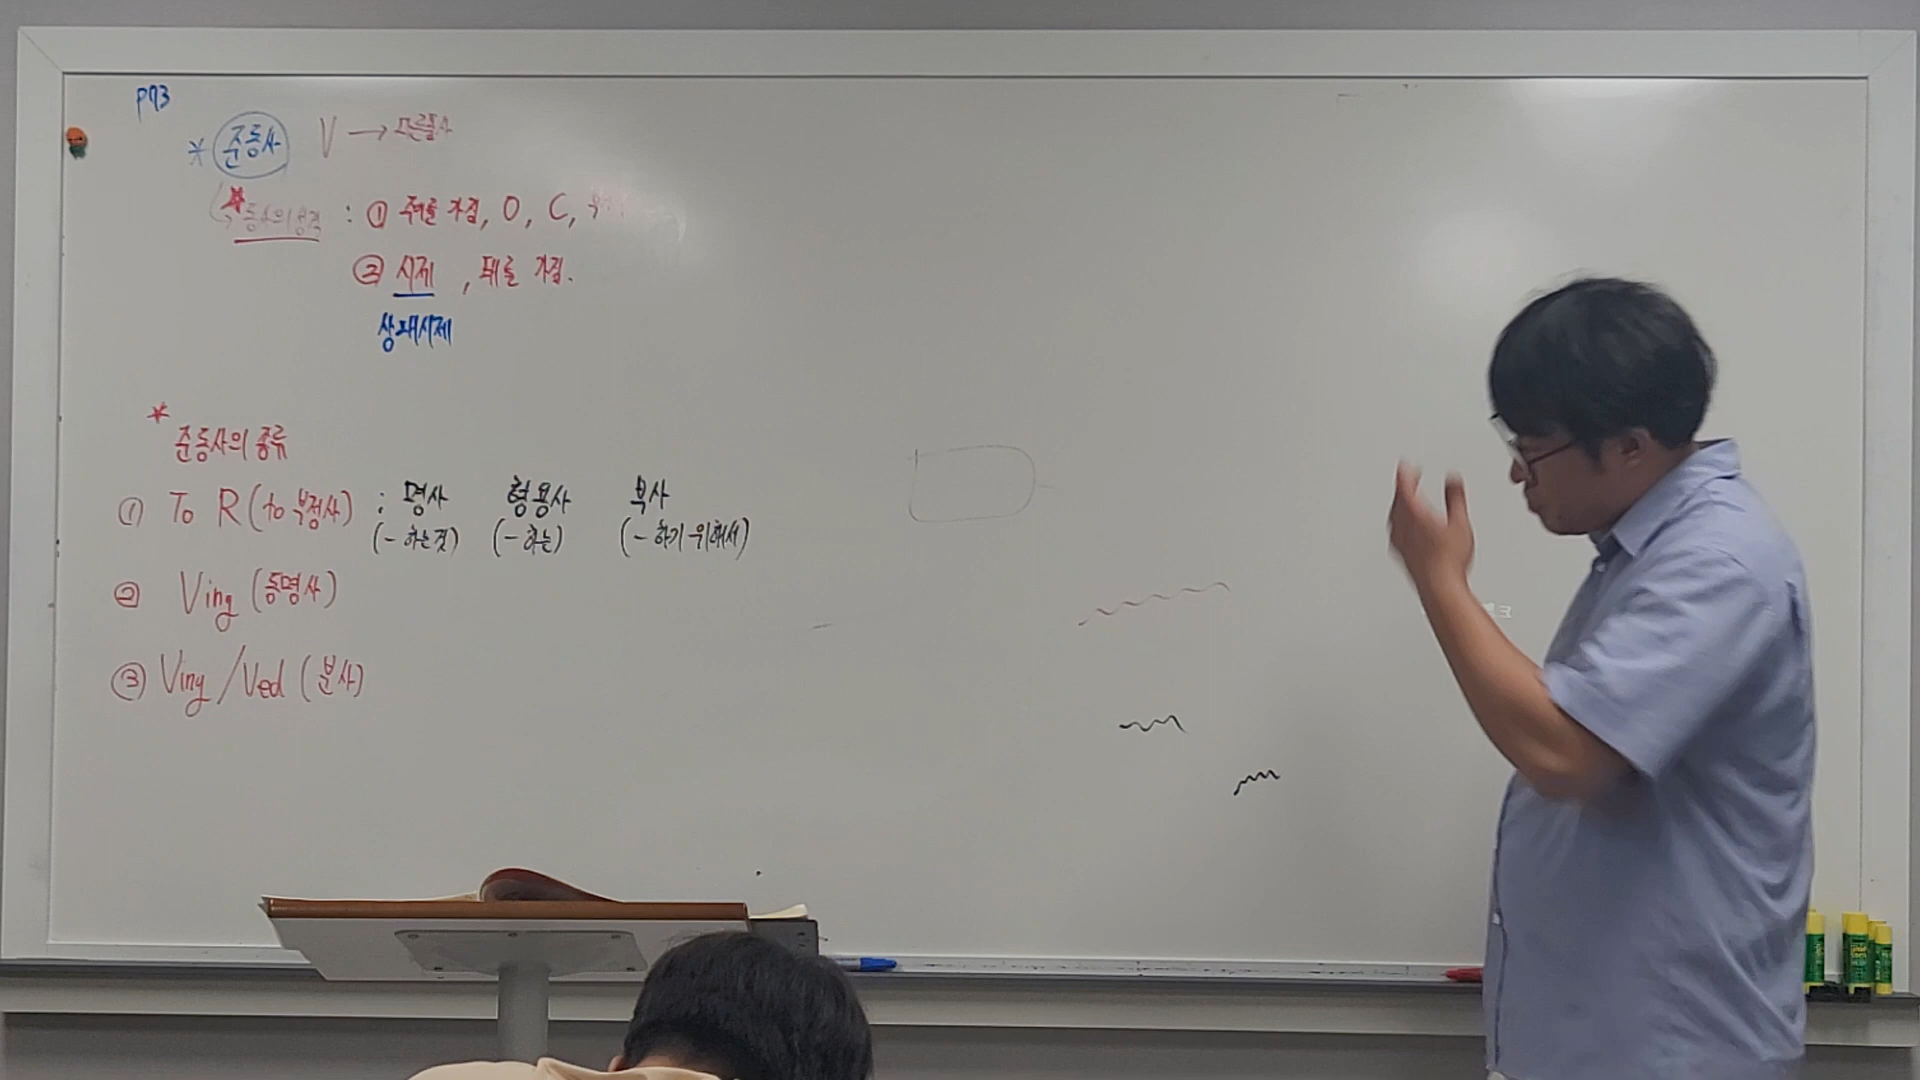 p93
* 준동사 V →
* 동사의 성격 : ① 주어를 가짐, O, C,
② 시제, 태를 가짐.
상대시제
* 준동사의 종류
① To R (to 부정사) : 명사 형용사 부사
(~하는것) (~하는) (~하기 위해서)
② Ving (동명사)
③ Ving / Ved (분사)